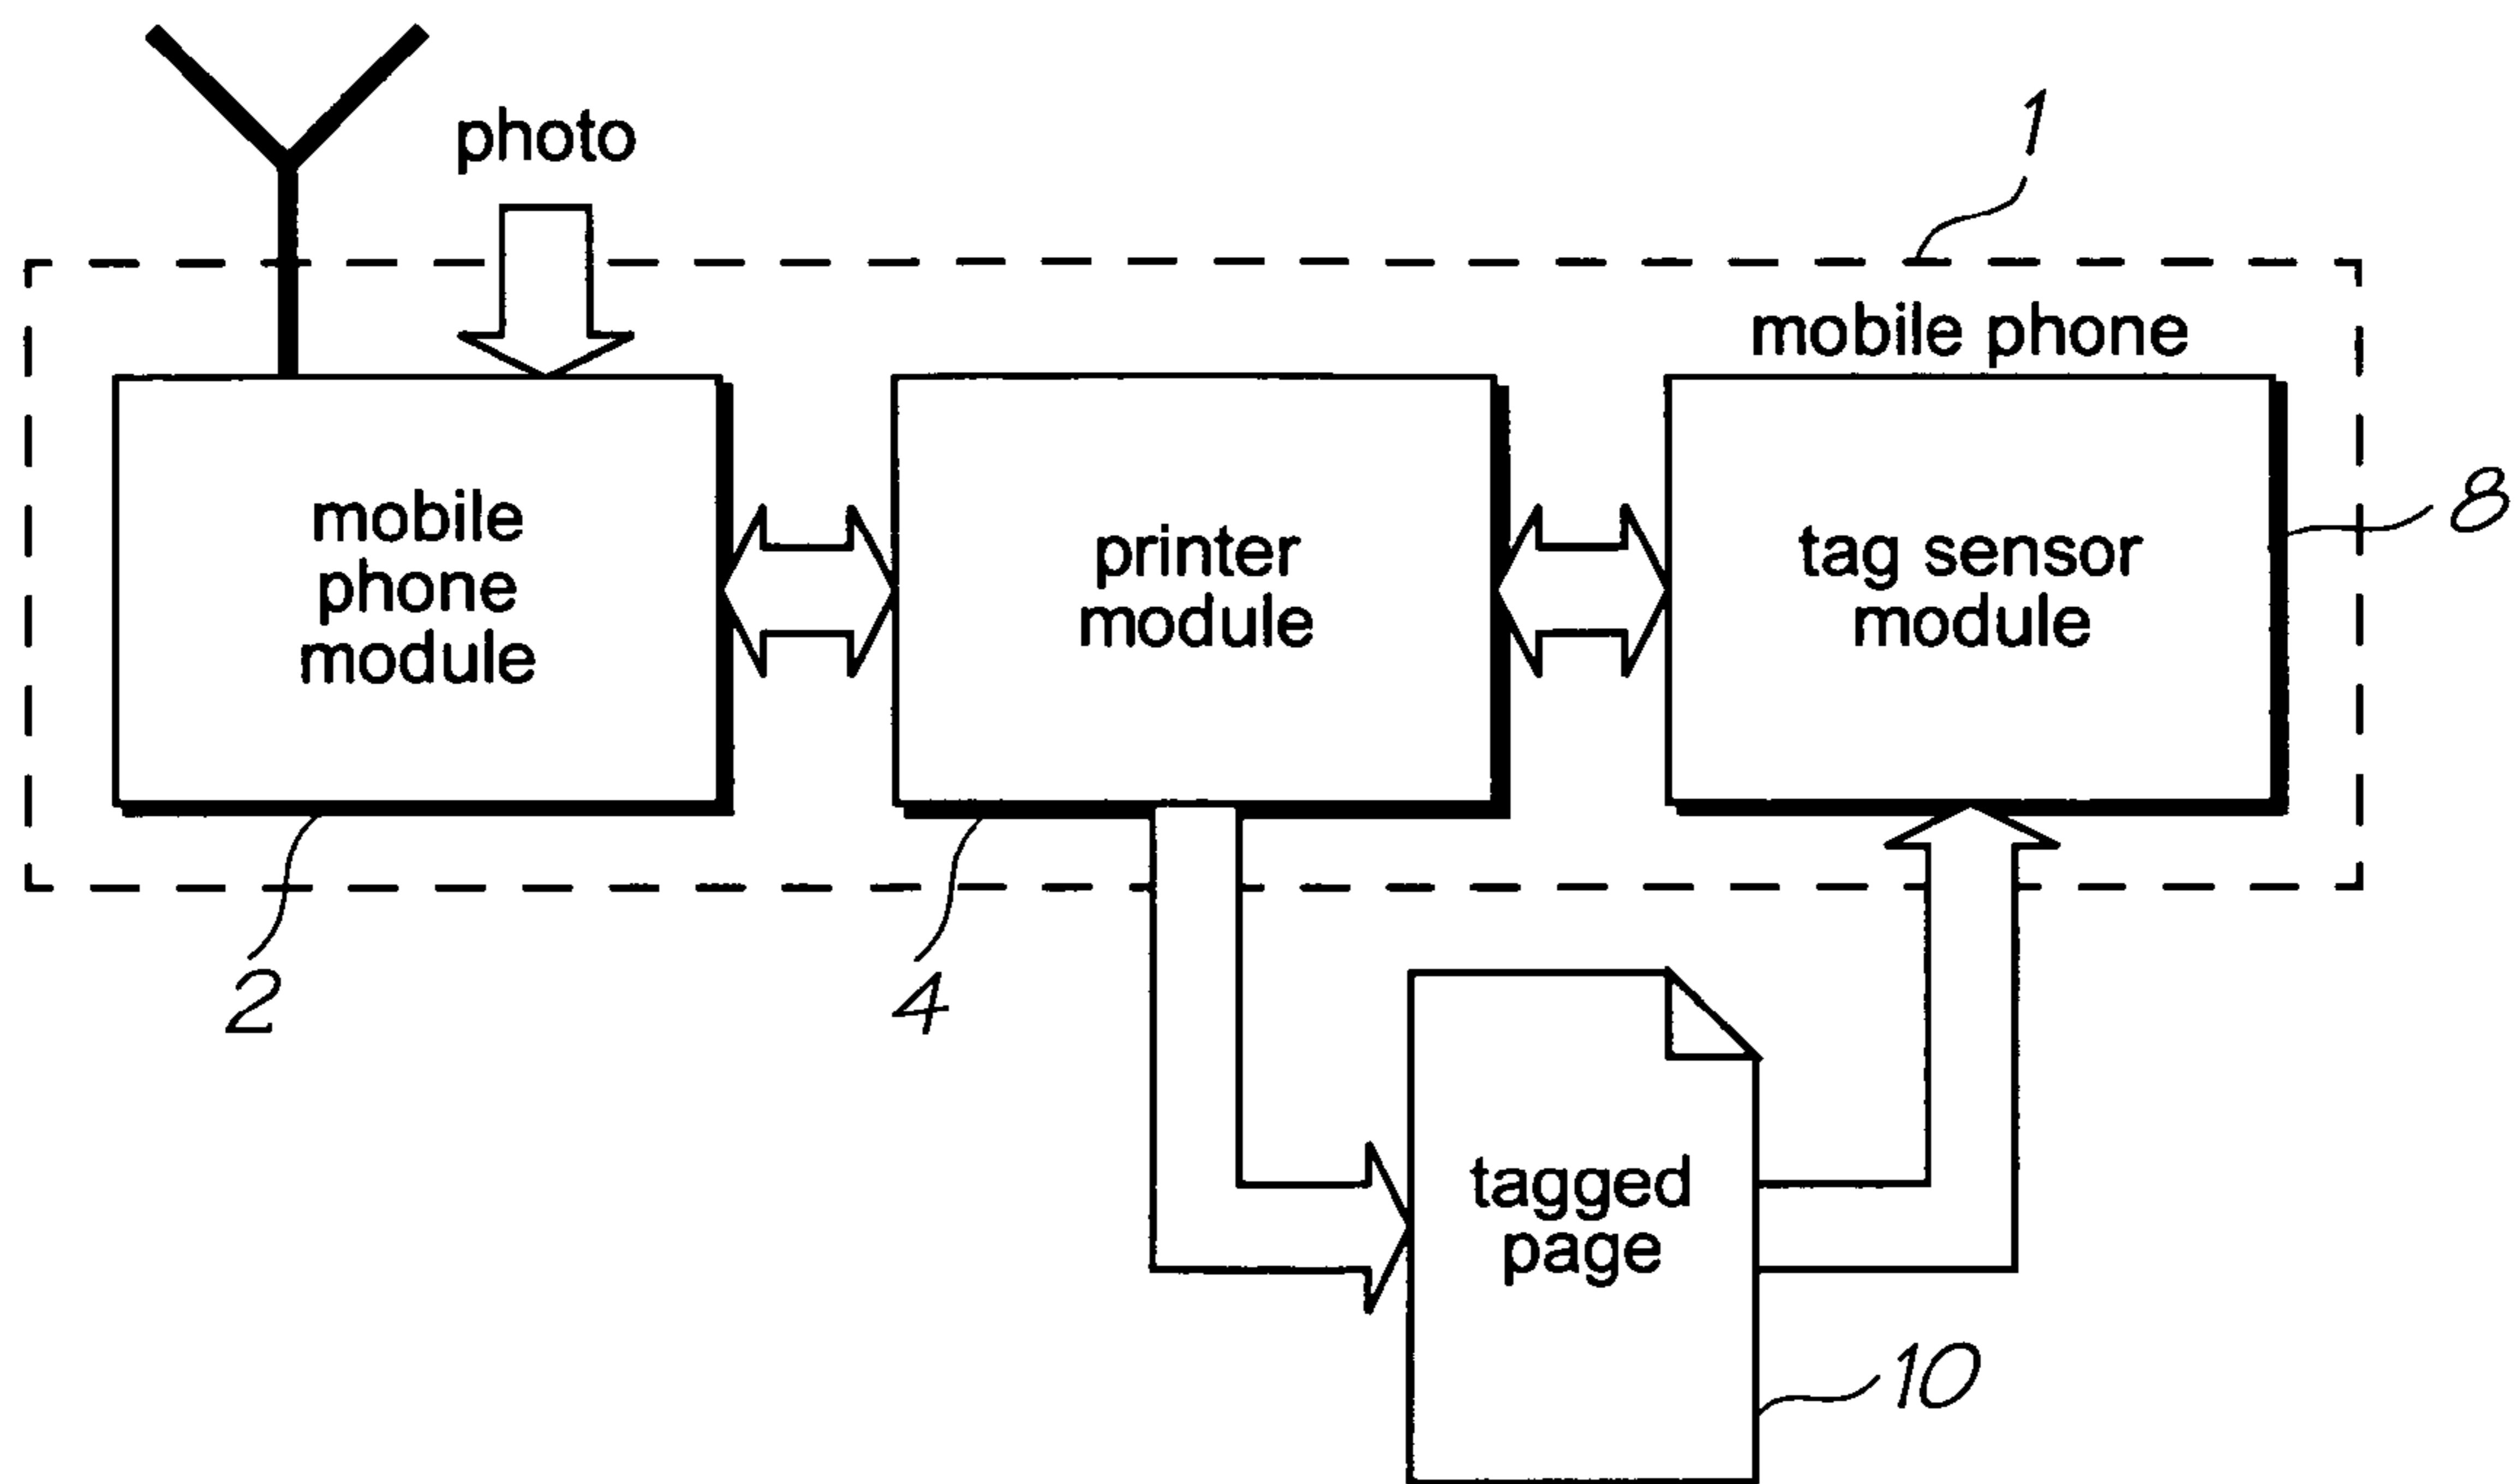 photo
1
mobile phone
mobile
phone
module
printer
module
tag sensor
module
8
2
4
tagged
page
10